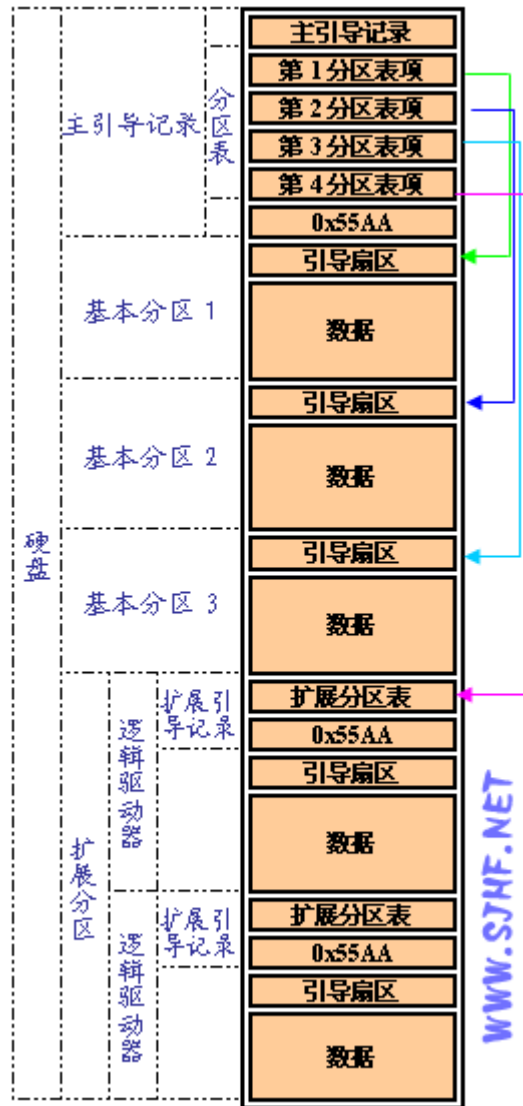 主引导记录
第1分区表项
第2分区表项
第3分区表项
第4分区表项
0x55AA
主引导记录
分区表
引导扇区
数据
基本分区 1
引导扇区
数据
基本分区 2
引导扇区
数据
基本分区 3
硬盘
扩展分区表
0x55AA
扩展引
导记录
引导扇区
数据
逻辑驱动器
扩展分区
扩展分区表
0x55AA
扩展引
导记录
引导扇区
数据
逻辑驱动器
WWW.SJHF.NET